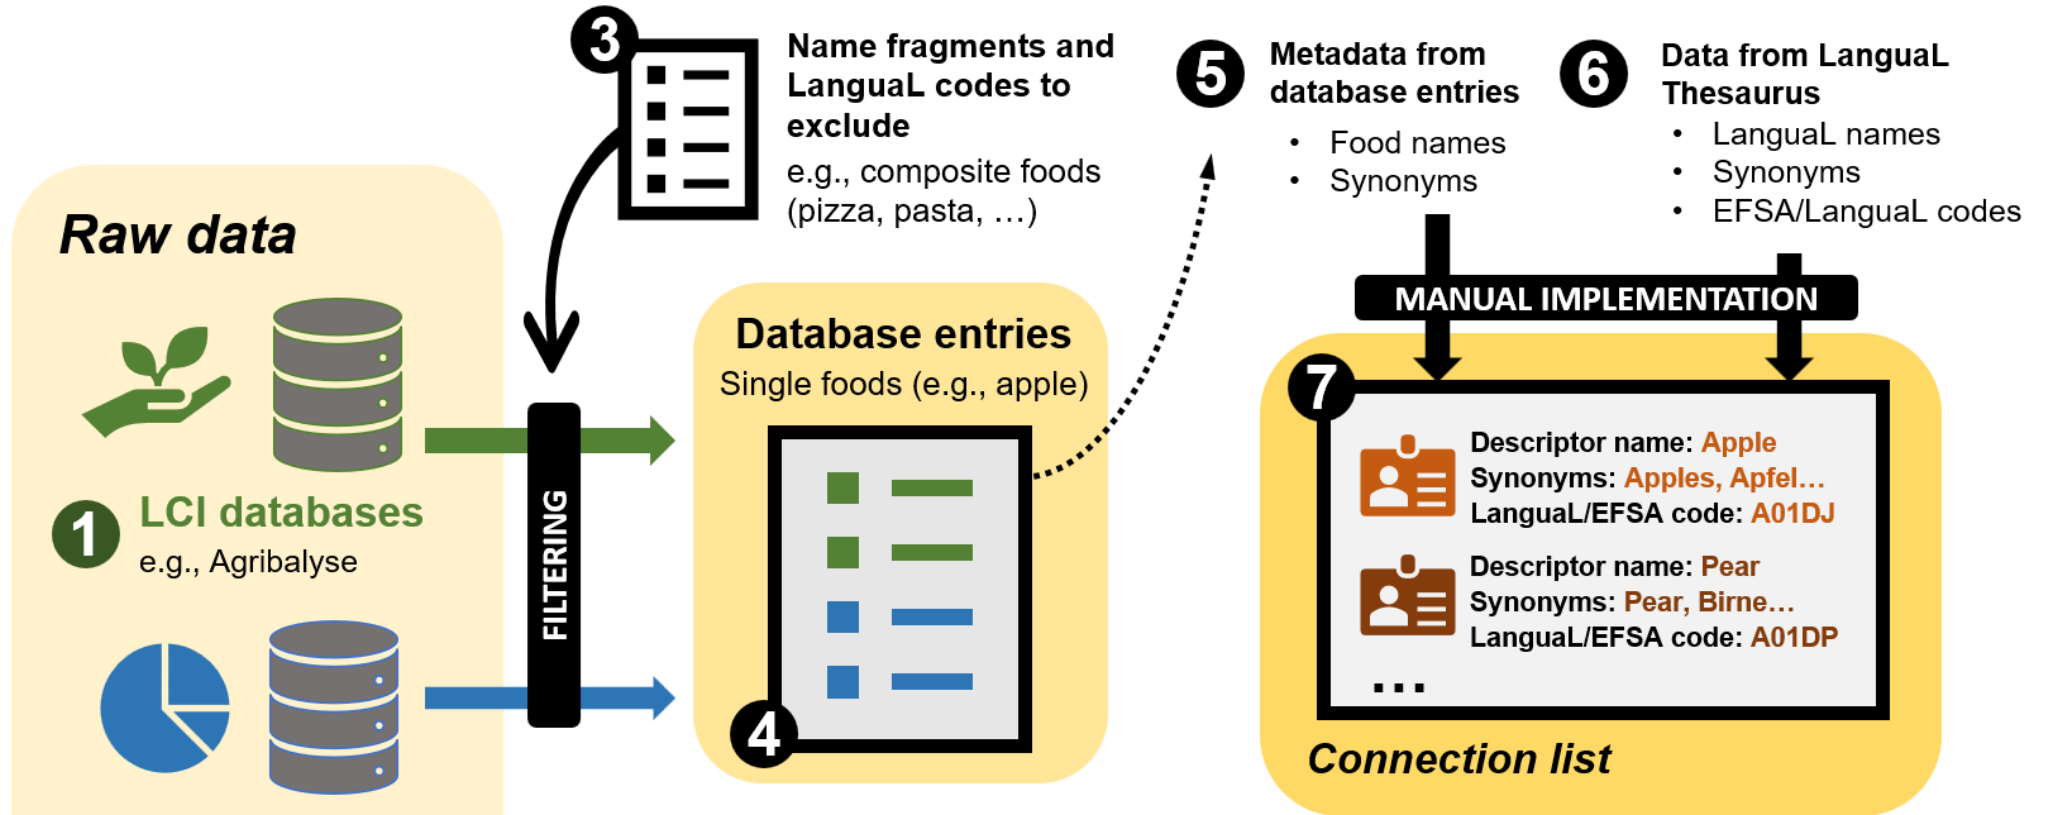 Raw data
1
LCI databases
e.g., Agribalyse
3
Name fragments and
LanguaL codes to
exclude
e.g., composite foods
(pizza, pasta, …)
FILTERING
Database entries
Single foods (e.g., apple)
4
5
Metadata from
database entries
• Food names
• Synonyms
6
Data from LanguaL
Thesaurus
• LanguaL names
• Synonyms
• EFSA/LanguaL codes
MANUAL IMPLEMENTATION
7
Descriptor name: Apple
Synonyms: Apples, Apfel…
LanguaL/EFSA code: A01DJ
Descriptor name: Pear
Synonyms: Pear, Birne…
LanguaL/EFSA code: A01DP
…
Connection list